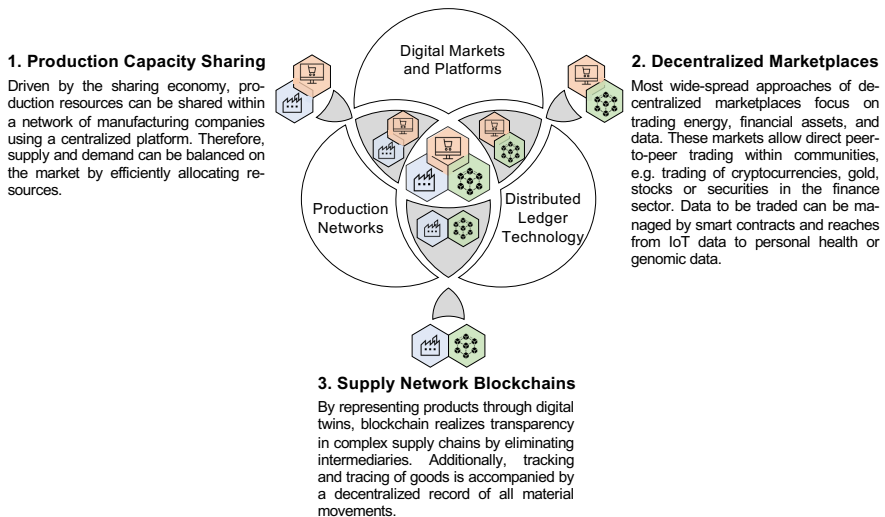 Digital Markets
and Platforms
Production
Networks
Distributed
Ledger
Technology
1. Production Capacity Sharing
Driven by the sharing economy, pro-
duction resources can be shared within
a network of manufacturing companies
using a centralized platform. Therefore,
supply and demand can be balanced on
the market by efficiently allocating re-
sources.
2. Decentralized Marketplaces
Most wide-spread approaches of de-
centralized marketplaces focus on
trading energy, financial assets, and
data. These markets allow direct peer-
to-peer trading within communities,
e.g. trading of cryptocurrencies, gold,
stocks or securities in the finance
sector. Data to be traded can be ma-
naged by smart contracts and reaches
from IoT data to personal health or
genomic data.
3. Supply Network Blockchains
By representing products through digital
twins, blockchain realizes transparency
in complex supply chains by eliminating
intermediaries. Additionally, tracking
and tracing of goods is accompanied by
a decentralized record of all material
movements.